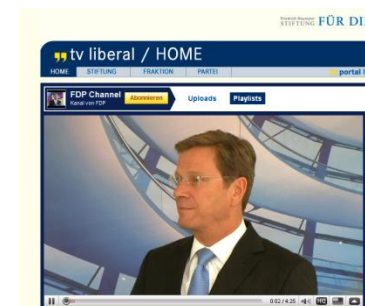 STIFTUNG FÜR DI
tv liberal / HOME
HOME STIFTUNG FRAKTION PARTEI portal
FDP Channel Abonnieren Uploads Playlists
Kanal von FDP
0:02 / 4:25 HQ